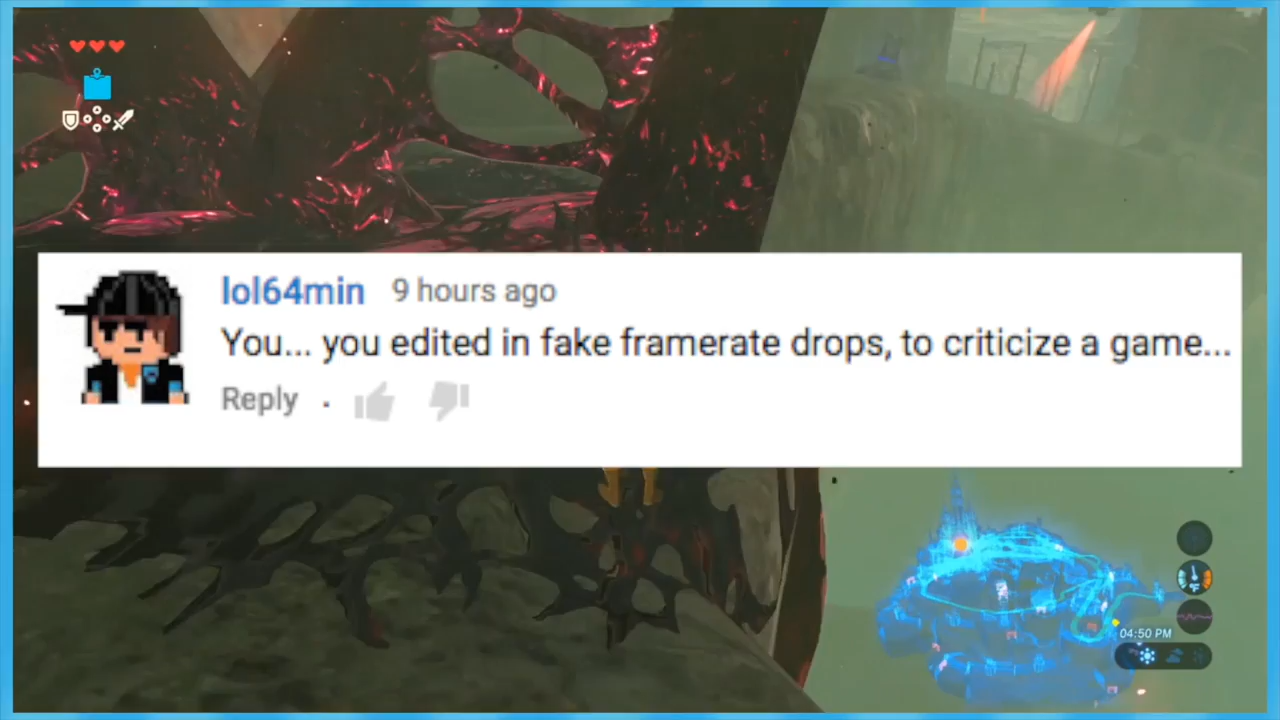 lol64min 9 hours ago
You... you edited in fake framerate drops, to criticize a game...
Reply .
°F
04:50 PM